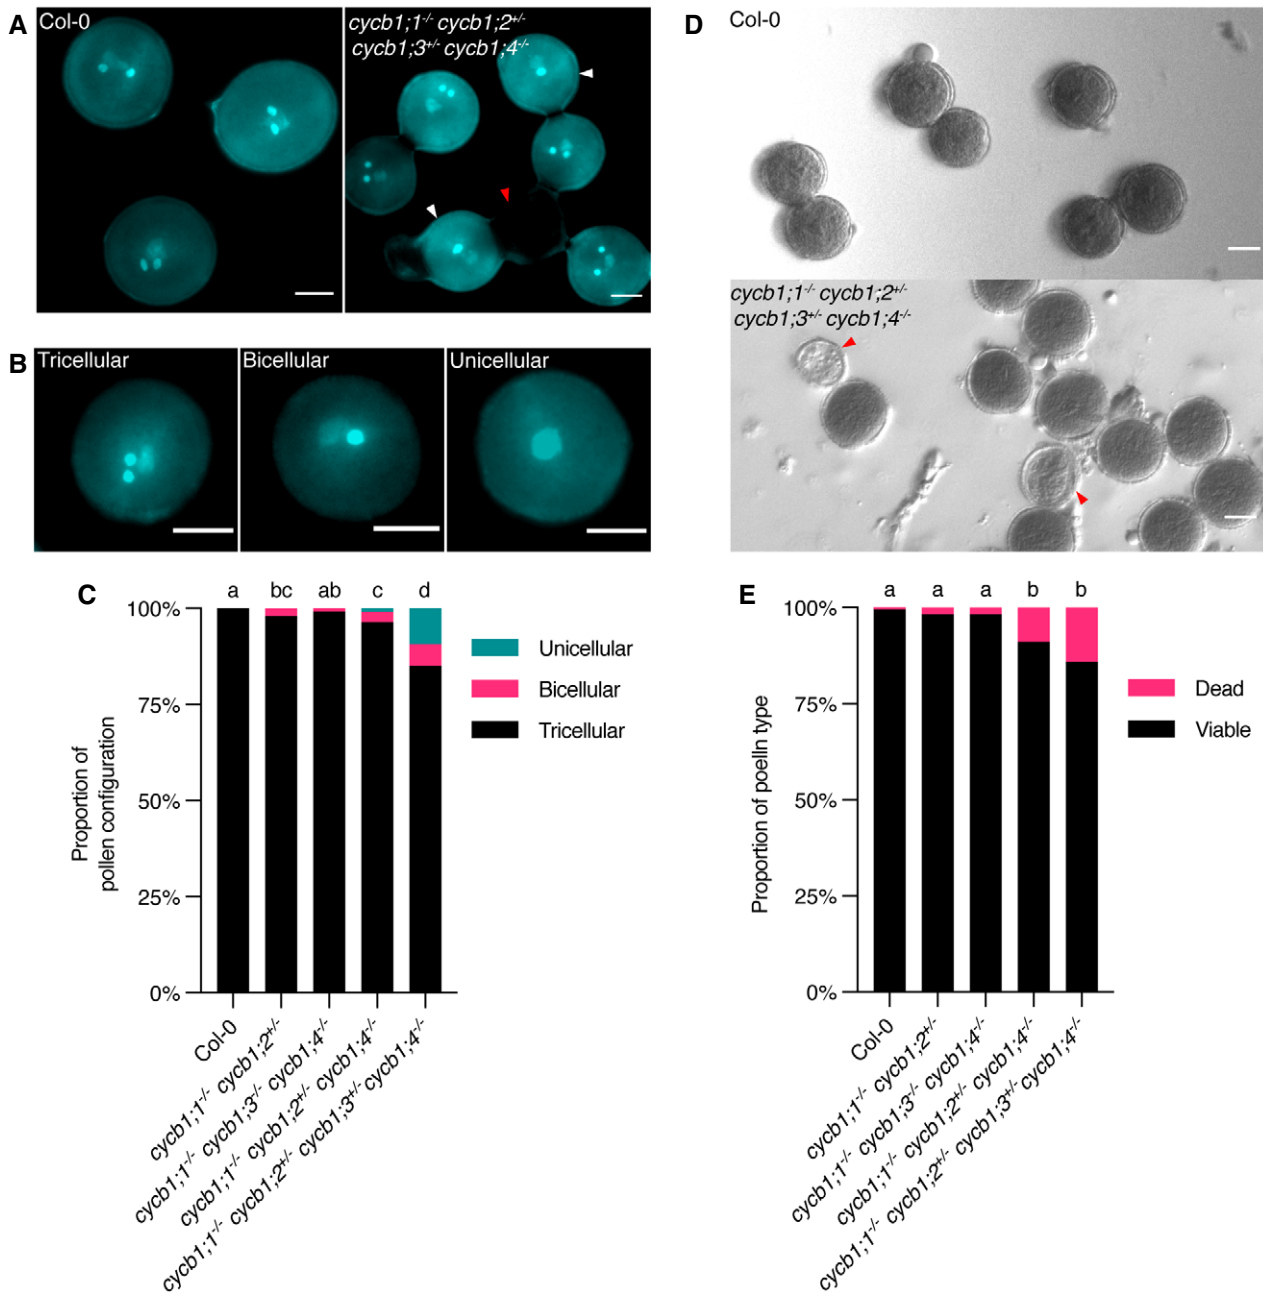 A
Col-0
cycb1;1-/- cycb1;2+/-
cycb1;3+/- cycb1;4-/-
B
Tricellular
Bicellular
Unicellular
C
a
bc
ab
c
d
100%
75%
50%
25%
0%
Proportion of
pollen configuration
Unicellular
Bicellular
Tricellular
Col-0
cycb1;1-/- cycb1;2+/-
cycb1;1-/- cycb1;3-/- cycb1;4-/-
cycb1;1-/- cycb1;2+/- cycb1;4-/-
cycb1;1-/- cycb1;2+/- cycb1;3+/- cycb1;4-/-
D
Col-0
cycb1;1-/- cycb1;2+/-
cycb1;3+/- cycb1;4-/-
E
a
a
a
b
b
100%
75%
50%
25%
0%
Proportion of poelln type
Dead
Viable
Col-0
cycb1;1-/- cycb1;2+/-
cycb1;1-/- cycb1;3-/- cycb1;4-/-
cycb1;1-/- cycb1;2+/- cycb1;4-/-
cycb1;1-/- cycb1;2+/- cycb1;3+/- cycb1;4-/-